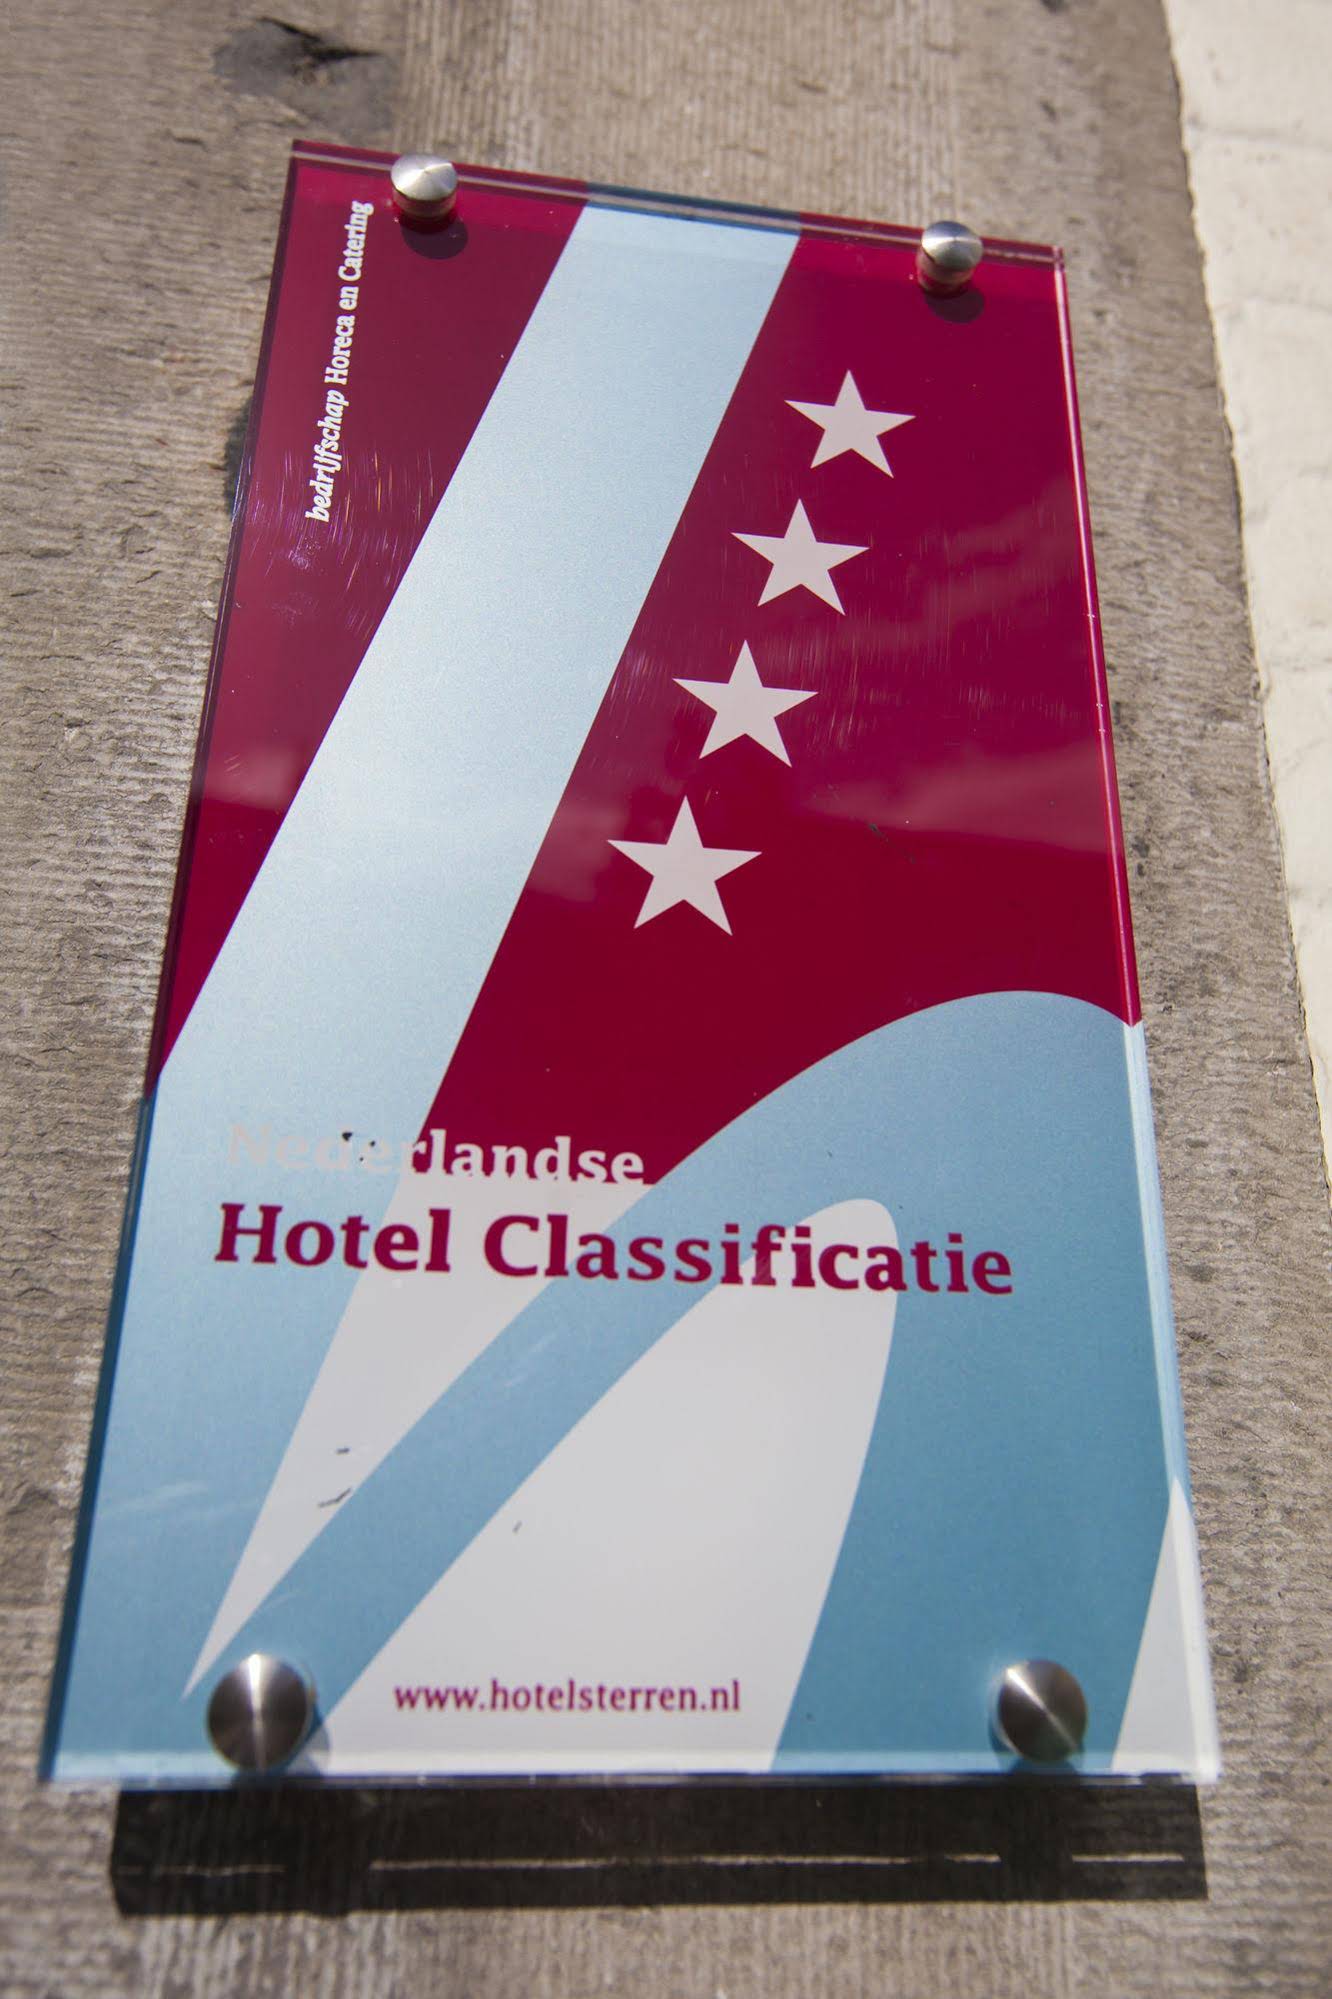 bedrijfschap Horeca en Catering
Nederlandse
Hotel Classificatie
www.hotelsterren.nl